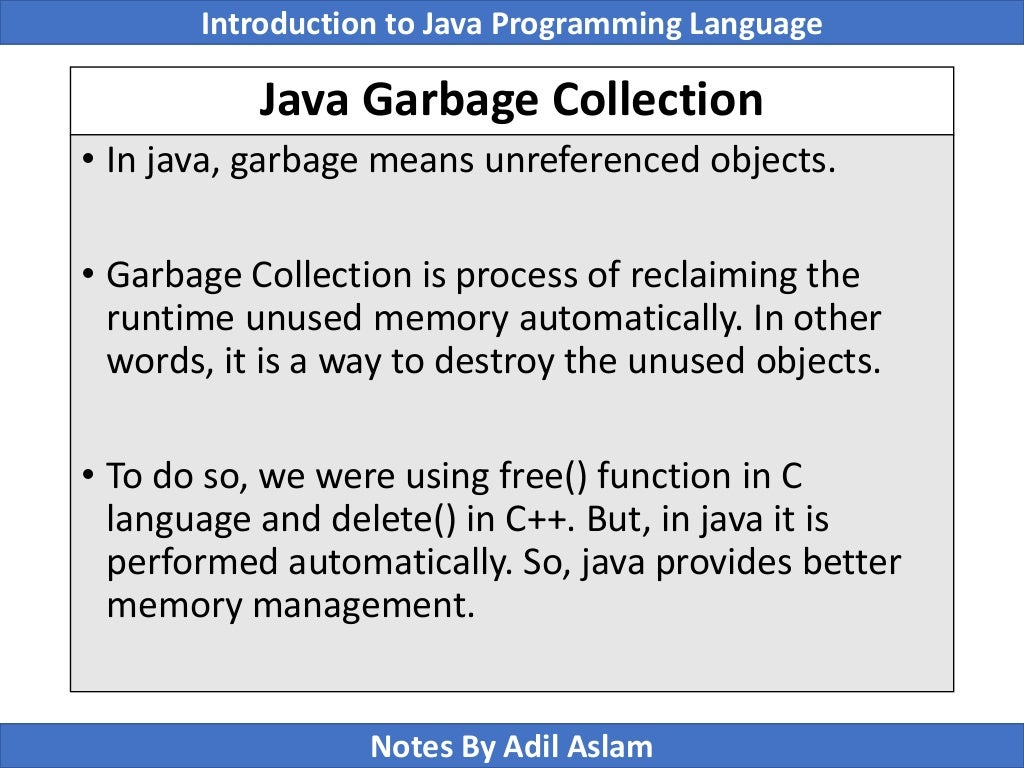 Introduction to Java Programming Language
Java Garbage Collection
• In java, garbage means unreferenced objects.
• Garbage Collection is process of reclaiming the
runtime unused memory automatically. In other
words, it is a way to destroy the unused objects.
• To do so, we were using free() function in C
language and delete() in C++. But, in java it is
performed automatically. So, java provides better
memory management.
Notes By Adil Aslam